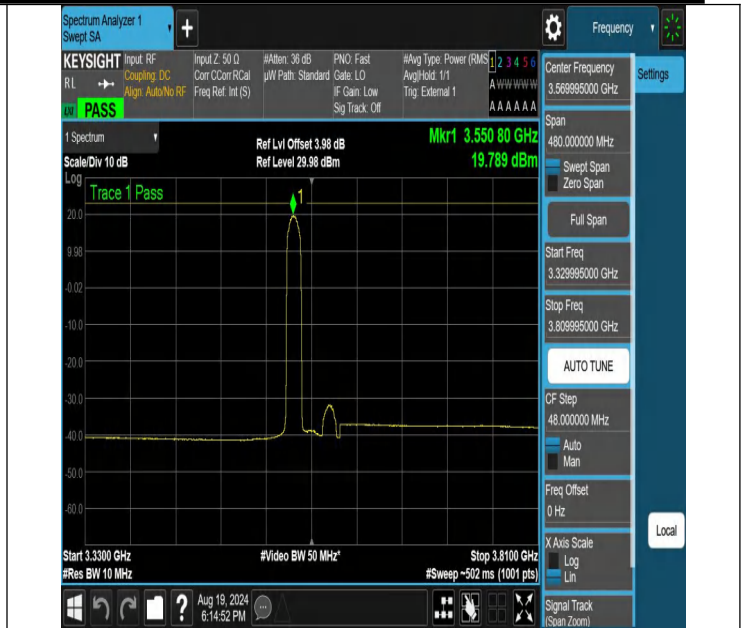 Spectrum Analyzer 1
Swept SA
+
Frequency
KEYSIGHT
RL
PASS
Input: RF
Coupling: DC
Align: Auto/No RF
Input Z: 50 Ω
Corr CCorr RCal
Freq Ref: Int (S)
#Atten: 36 dB
µW Path: Standard
PNO: Fast
Gate: LO
IF Gain: Low
Sig Track: Off
#Avg Type: Power (RMS
Avg|Hold: 1/1
Trig: External 1
1 2 3 4 5 6
A W W W W W
A A A A A A
1 Spectrum
Scale/Div 10 dB
Log
Ref Lvl Offset 3.98 dB
Ref Level 29.98 dBm
Mkr1 3.550 80 GHz
19.789 dBm
Trace 1 Pass
1
20.0
9.98
-0.02
-10.0
-20.0
-30.0
-40.0
-50.0
-60.0
Start 3.3300 GHz
#Res BW 10 MHz
#Video BW 50 MHz*
Stop 3.8100 GHz
#Sweep ~502 ms (1001 pts)
?
Aug 19, 2024
6:14:52 PM
Center Frequency
3.569995000 GHz
Settings
Span
480.000000 MHz
Swept Span
Zero Span
Full Span
Start Freq
3.329995000 GHz
Stop Freq
3.809995000 GHz
AUTO TUNE
CF Step
48.000000 MHz
Auto
Man
Freq Offset
0 Hz
X Axis Scale
Log
Lin
Local
Signal Track
(Span Zoom)